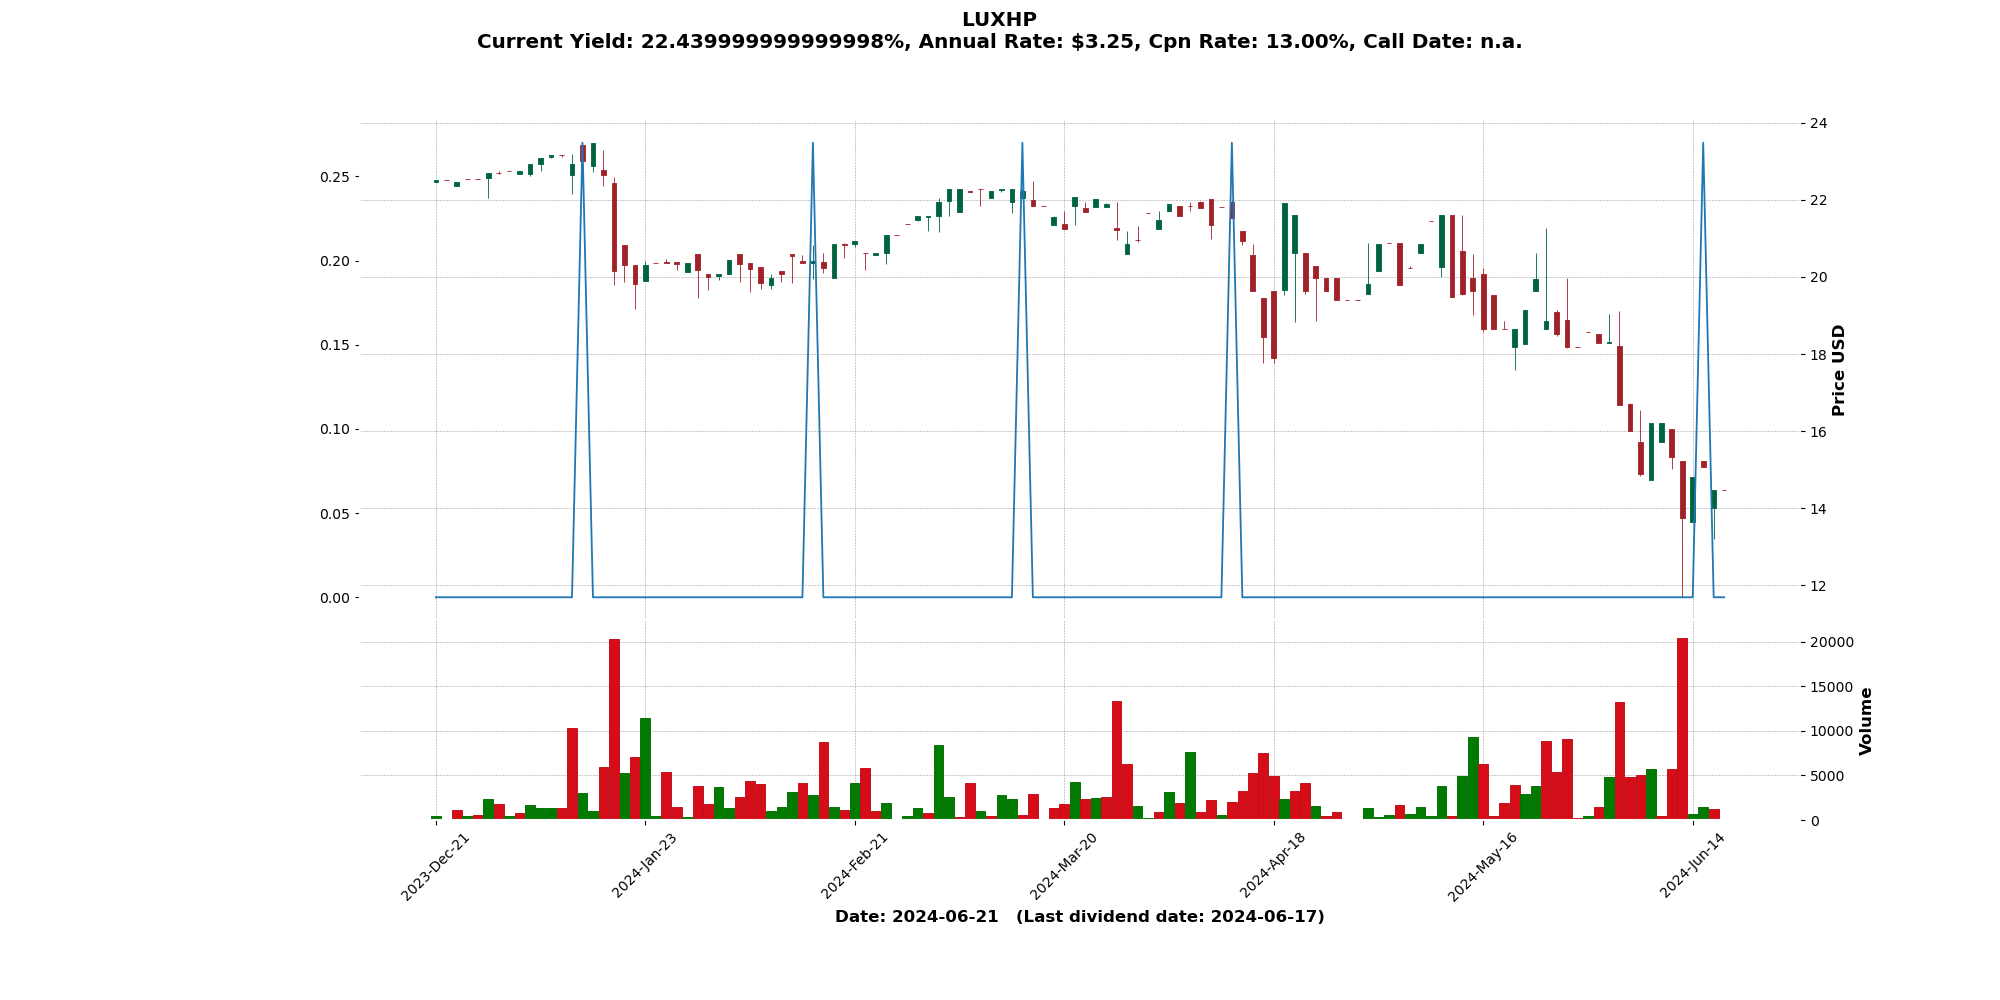 LUXHP
Current Yield: 22.439999999999998%, Annual Rate: $3.25, Cpn Rate: 13.00%, Call Date: n.a.
0.25
0.20
0.15
0.10
0.05
0.00
24
22
20
18
16
14
12
Price USD
20000
15000
10000
5000
0
Volume
2023-Dec-21
2024-Jan-23
2024-Feb-21
2024-Mar-20
2024-Apr-18
2024-May-16
2024-Jun-14
Date: 2024-06-21   (Last dividend date: 2024-06-17)